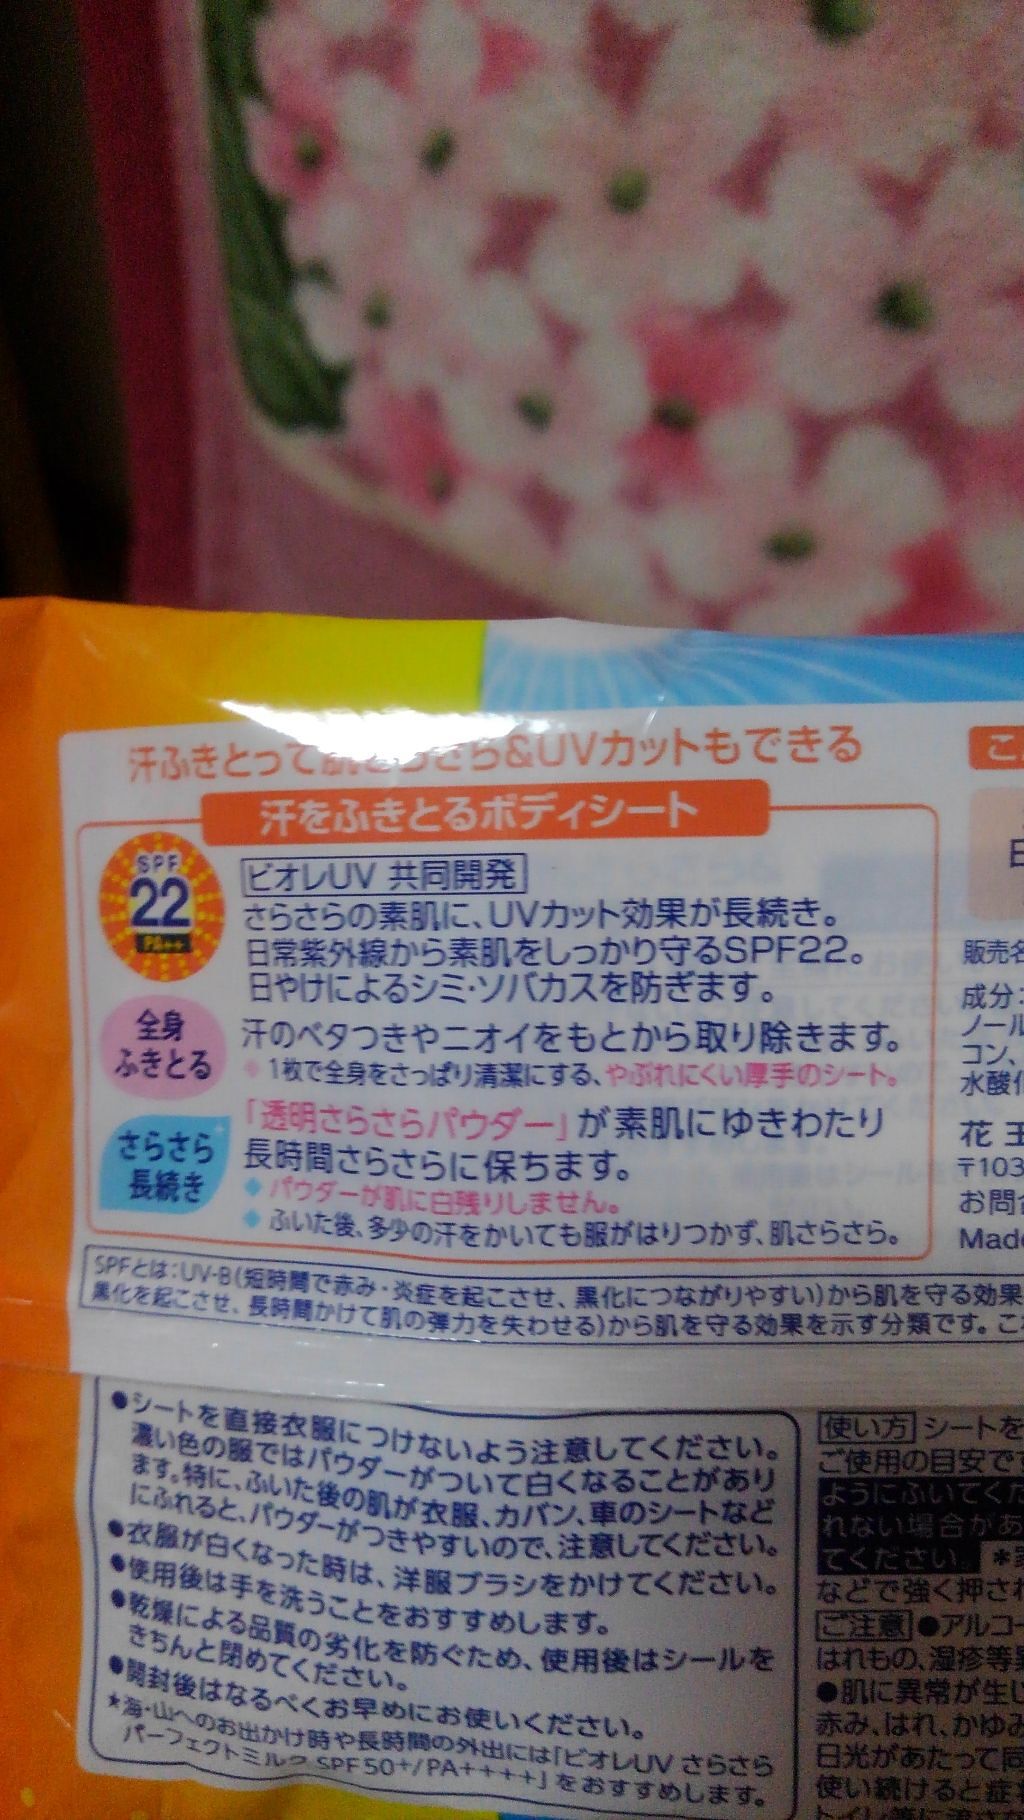 汗ふきとって肌さらさら&UVカットもできる
汗をふきとるボディシート
SPF
22
PA++
ビオレUV 共同開発
さらさらの素肌に、UVカット効果が長続き。
日常紫外線から素肌をしっかり守るSPF22。
日やけによるシミ・ソバカスを防ぎます。
全身
ふきとる
汗のベタつきやニオイをもとから取り除きます。
1枚で全身をさっぱり清潔にする、やぶれにくい厚手のシート。
さらさら
長続き
「透明さらさらパウダー」が素肌にゆきわたり
長時間さらさらに保ちます。
◆パウダーが肌に白残りしません。
◆ふいた後、多少の汗をかいても服がはりつかず、肌さらさら。
SPFとは:UV-B(短時間で赤み・炎症を起こさせ、黒化につながりやすい)から肌を守る効果
黒化を起こさせ、長時間かけて肌の弾力を失わせる)から肌を守る効果を示す分類です。
●シートを直接衣服につけないよう注意してください。
濃い色の服ではパウダーがついて白くなることがあり
ます。特に、ふいた後の肌が衣服、カバン、車のシートなど
にふれると、パウダーがつきやすいので、注意してください。
●衣服が白くなった時は、洋服ブラシをかけてください。
●使用後は手を洗うことをおすすめします。
●乾燥による品質の劣化を防ぐため、使用後はシールを
きちんと閉めてください。
●開封後はなるべくお早めにお使いください。
*海・山へのお出かけ時や長時間の外出には「ビオレUV さらさら
パーフェクトミルク SPF50+/PA++++」をおすすめします。
販売名
成分:
ノール
コン、
水酸化
花王
〒103
お問合
Made
使い方 シートを
ご使用の目安です
ようにふいてくだ
れない場合があ
てください。
などで強く押され
ご注意 ●アルコー
はれもの、湿疹等異
●肌に異常が生じ
赤み、はれ、かゆみ
日光があたって同
使い続けると症状